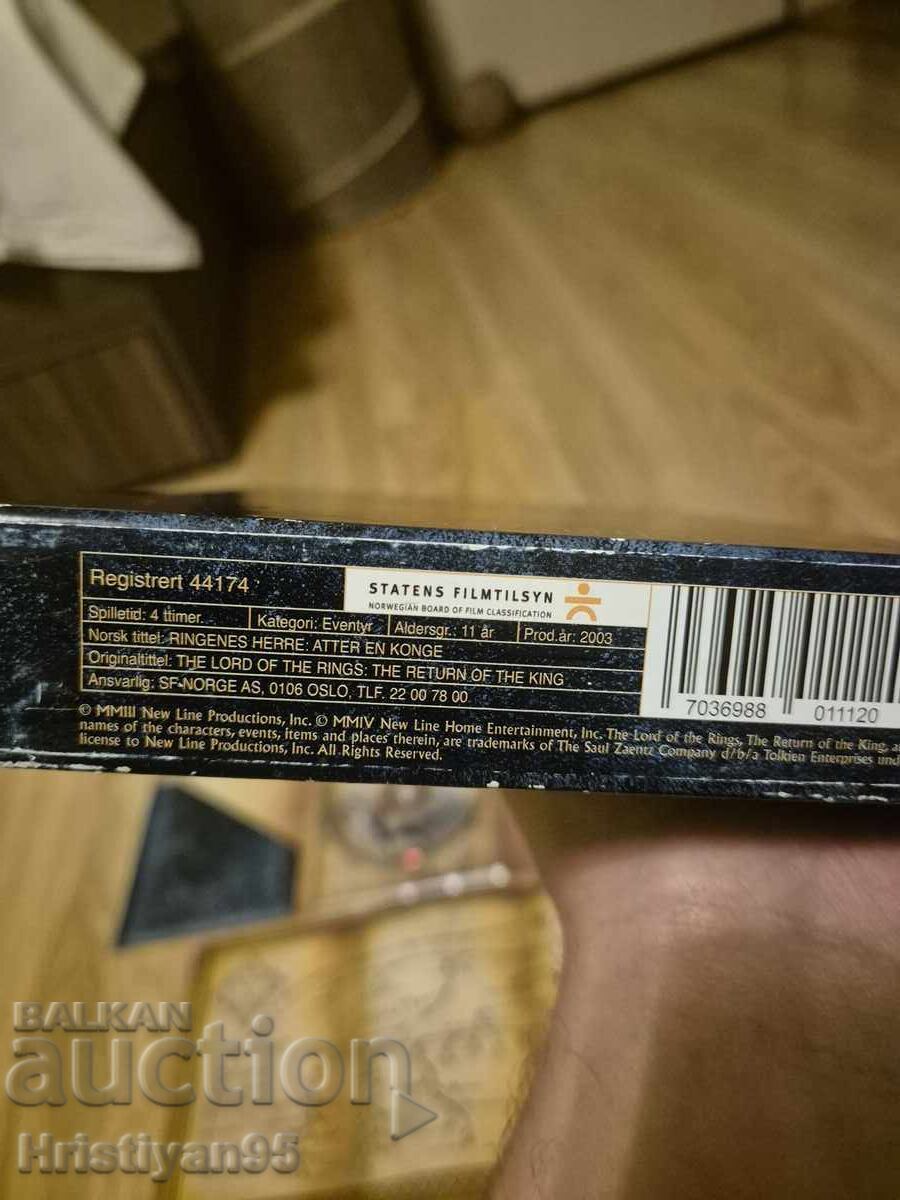 Registrert 44174
STATENS FILMTILSYN
NORWEGIAN BOARD OF FILM CLASSIFICATION
Spilletid: 4 ttimer. Kategori: Eventyr Aldersgr.: 11 år Prod.år: 2003
Norsk tittel: RINGENES HERRE: ATTER EN KONGE
Originaltittel: THE LORD OF THE RINGS: THE RETURN OF THE KING
Ansvarlig: SF-NORGE AS, 0106 OSLO, TLF. 22 00 78 00
7036988 011120
© MMIII New Line Productions, Inc. © MMIV New Line Home Entertainment, Inc. The Lord of the Rings, The Return of the King,
names of the characters, events, items and places therein, are trademarks of The Saul Zaentz Company d/b/a Tolkien Enterprises
license to New Line Productions, Inc. All Rights Reserved.
BALKAN
auction
Hristiyan95